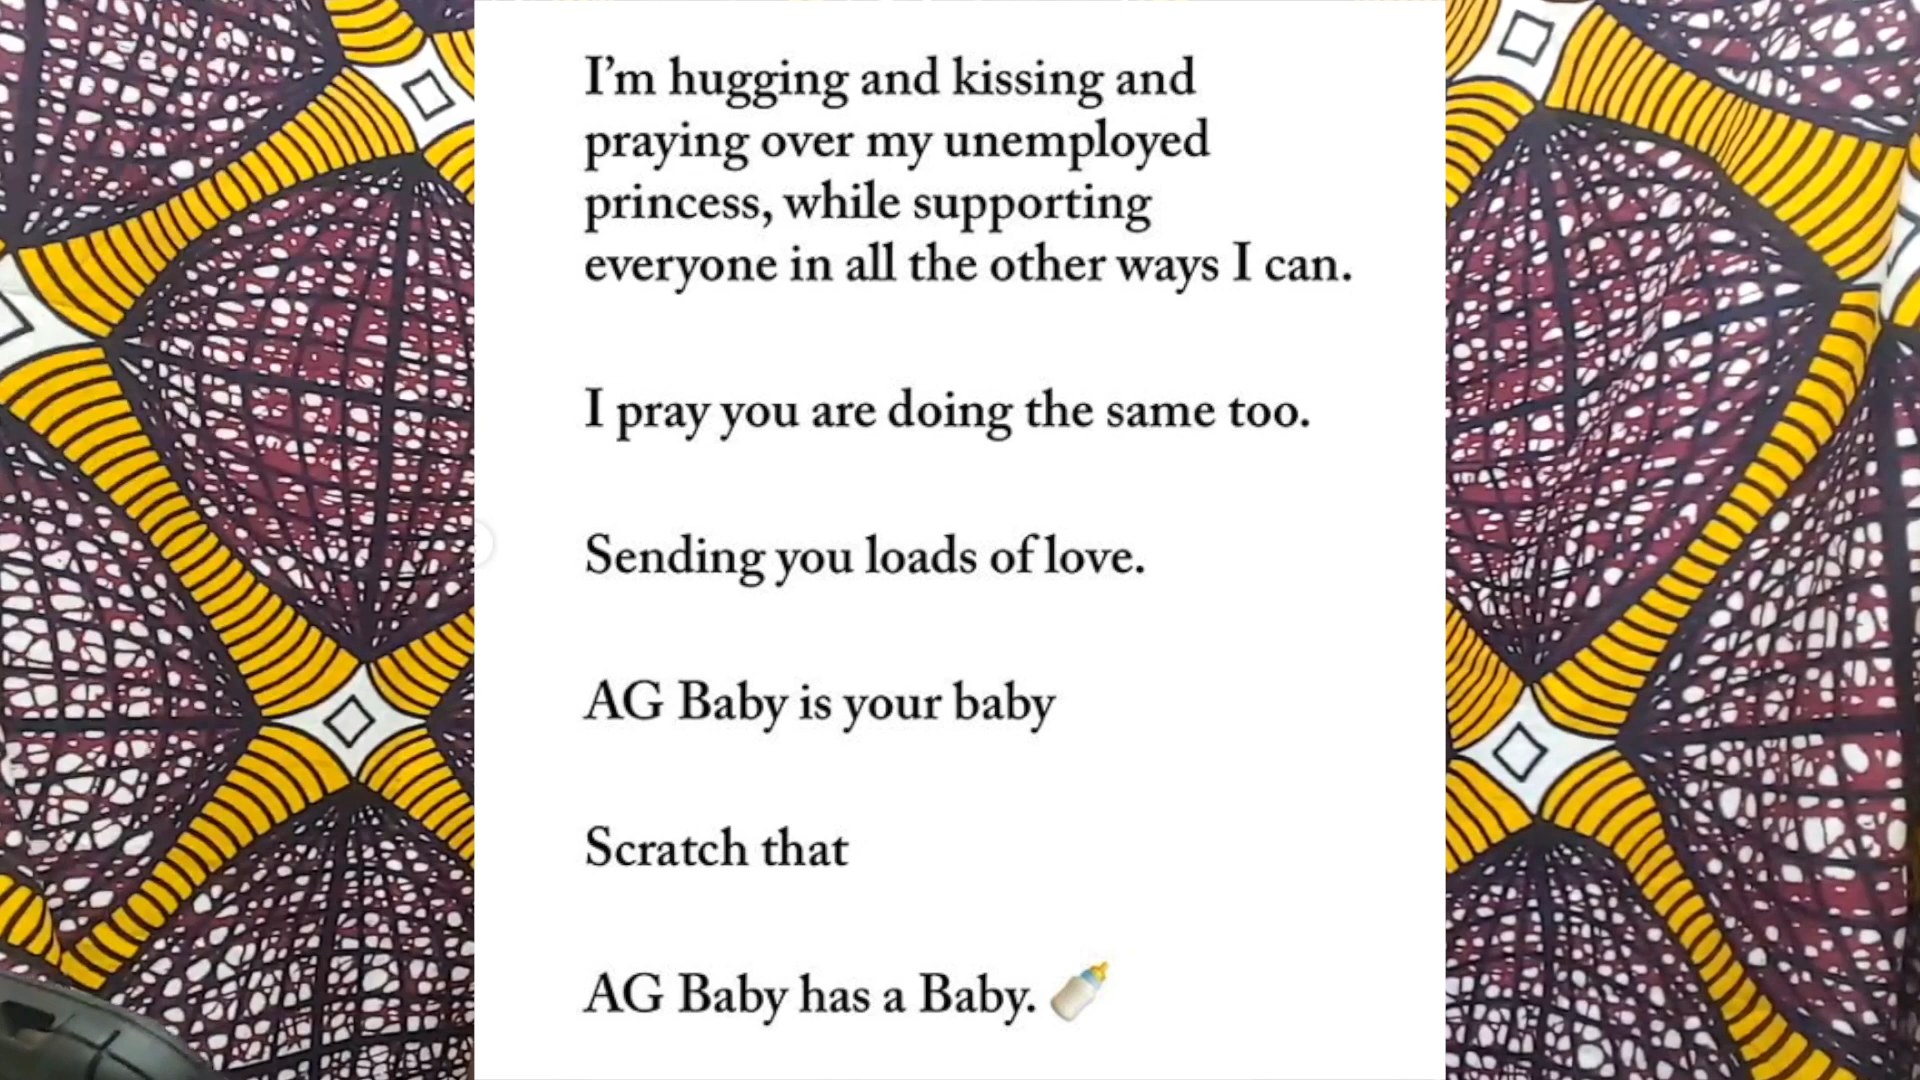 I’m hugging and kissing and
praying over my unemployed
princess, while supporting
everyone in all the other ways I can.
I pray you are doing the same too.
Sending you loads of love.
AG Baby is your baby
Scratch that
AG Baby has a Baby. 🍼